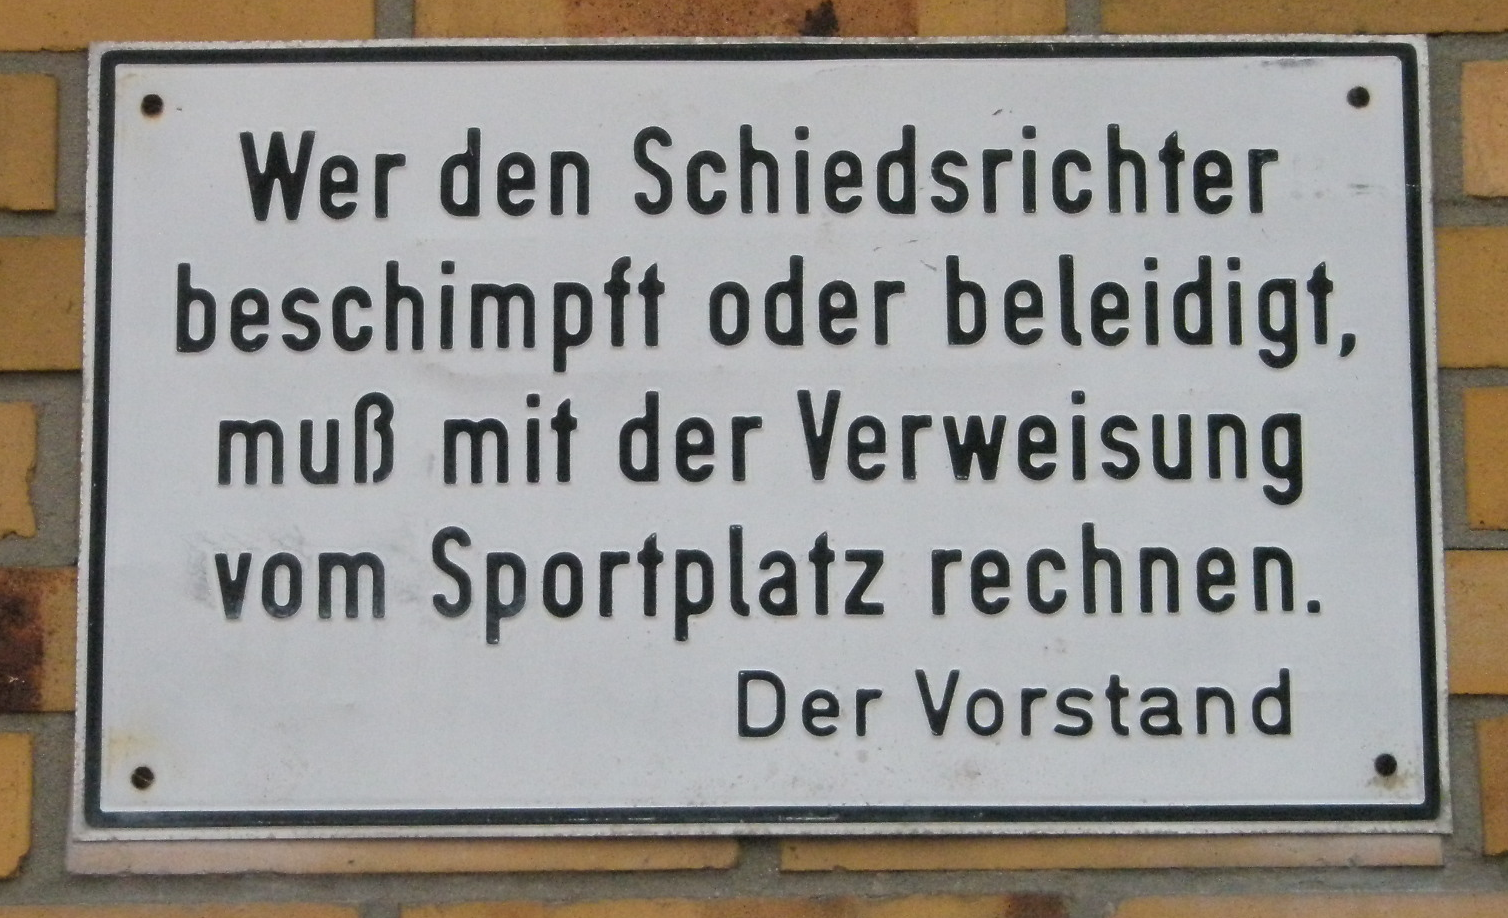 Wer den Schiedsrichter
beschimpft oder beleidigt,
muß mit der Verweisung
vom Sportplatz rechnen.
Der Vorstand